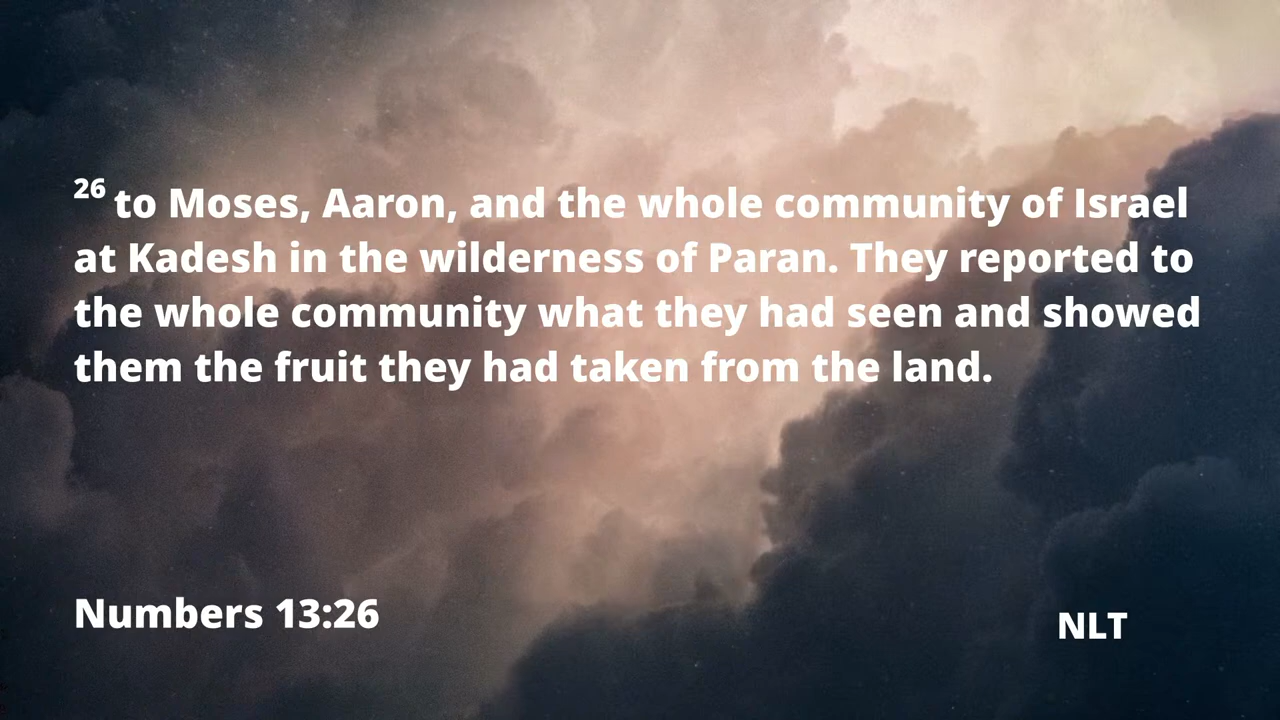 26 to Moses, Aaron, and the whole community of Israel
at Kadesh in the wilderness of Paran. They reported to
the whole community what they had seen and showed
them the fruit they had taken from the land.
Numbers 13:26
NLT